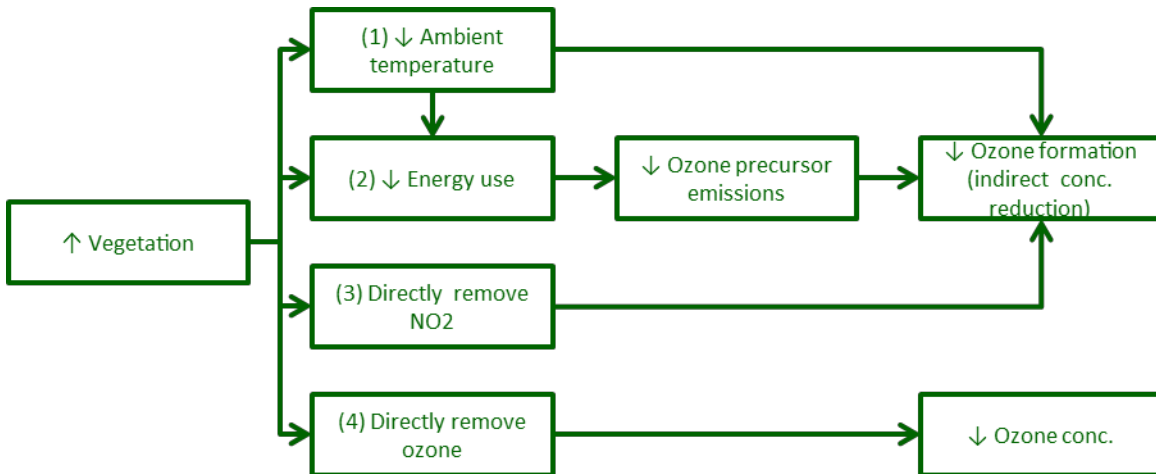 (1) ↓ Ambient
temperature
(2) ↓ Energy use
↓ Ozone precursor
emissions
↓ Ozone formation
(indirect conc.
reduction)
↑ Vegetation
(3) Directly remove
NO2
(4) Directly remove
ozone
↓ Ozone conc.